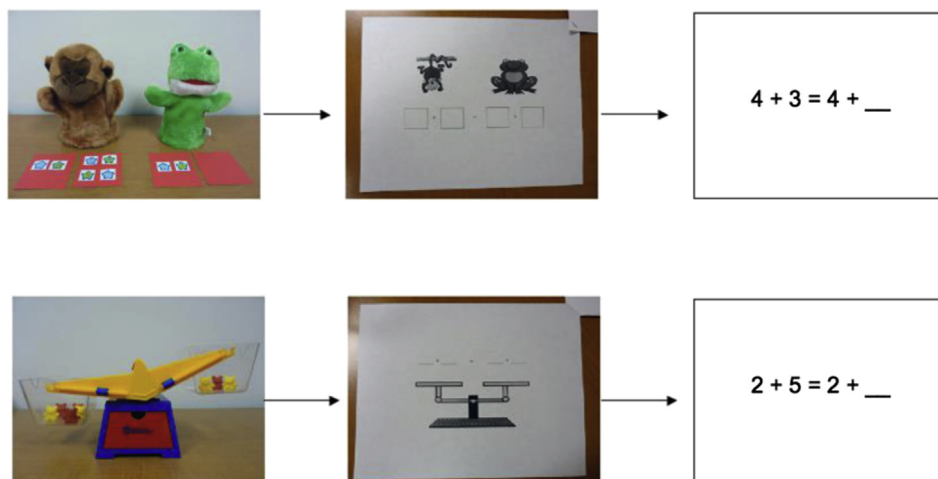 4 + 3 = 4 + __
2 + 5 = 2 + __